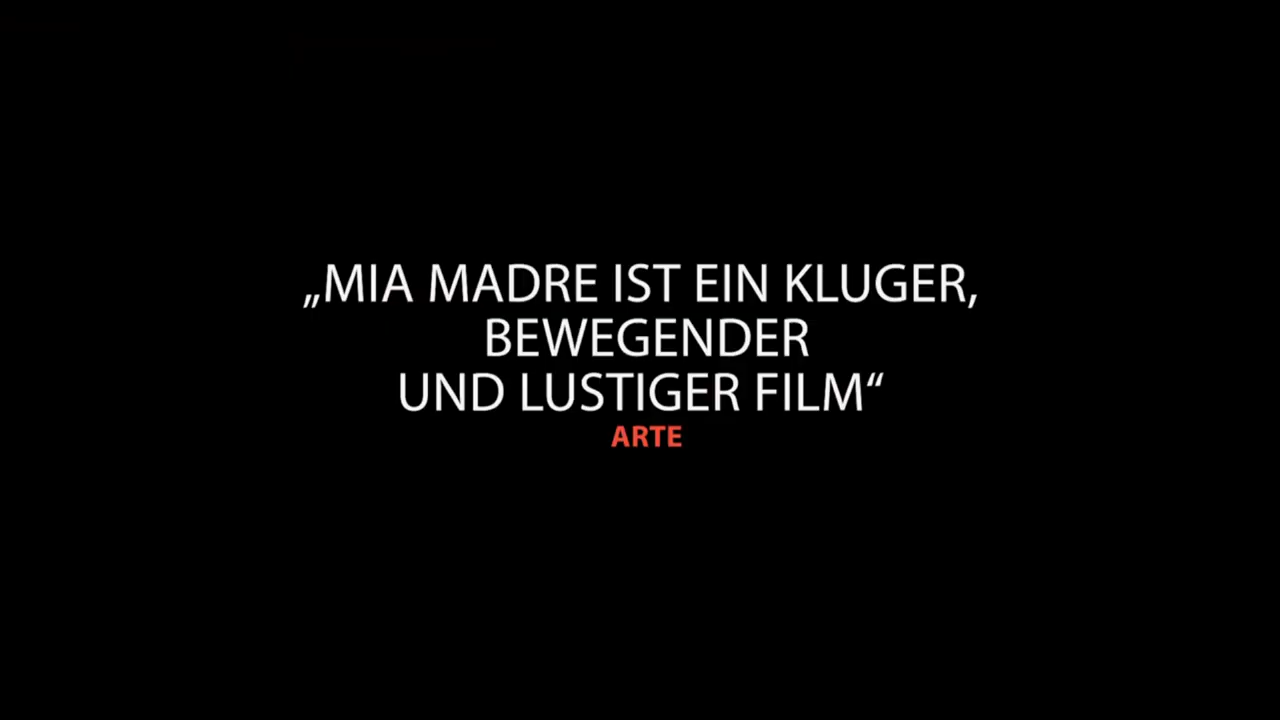 „MIA MADRE IST EIN KLUGER,
BEWEGENDER
UND LUSTIGER FILM“
ARTE